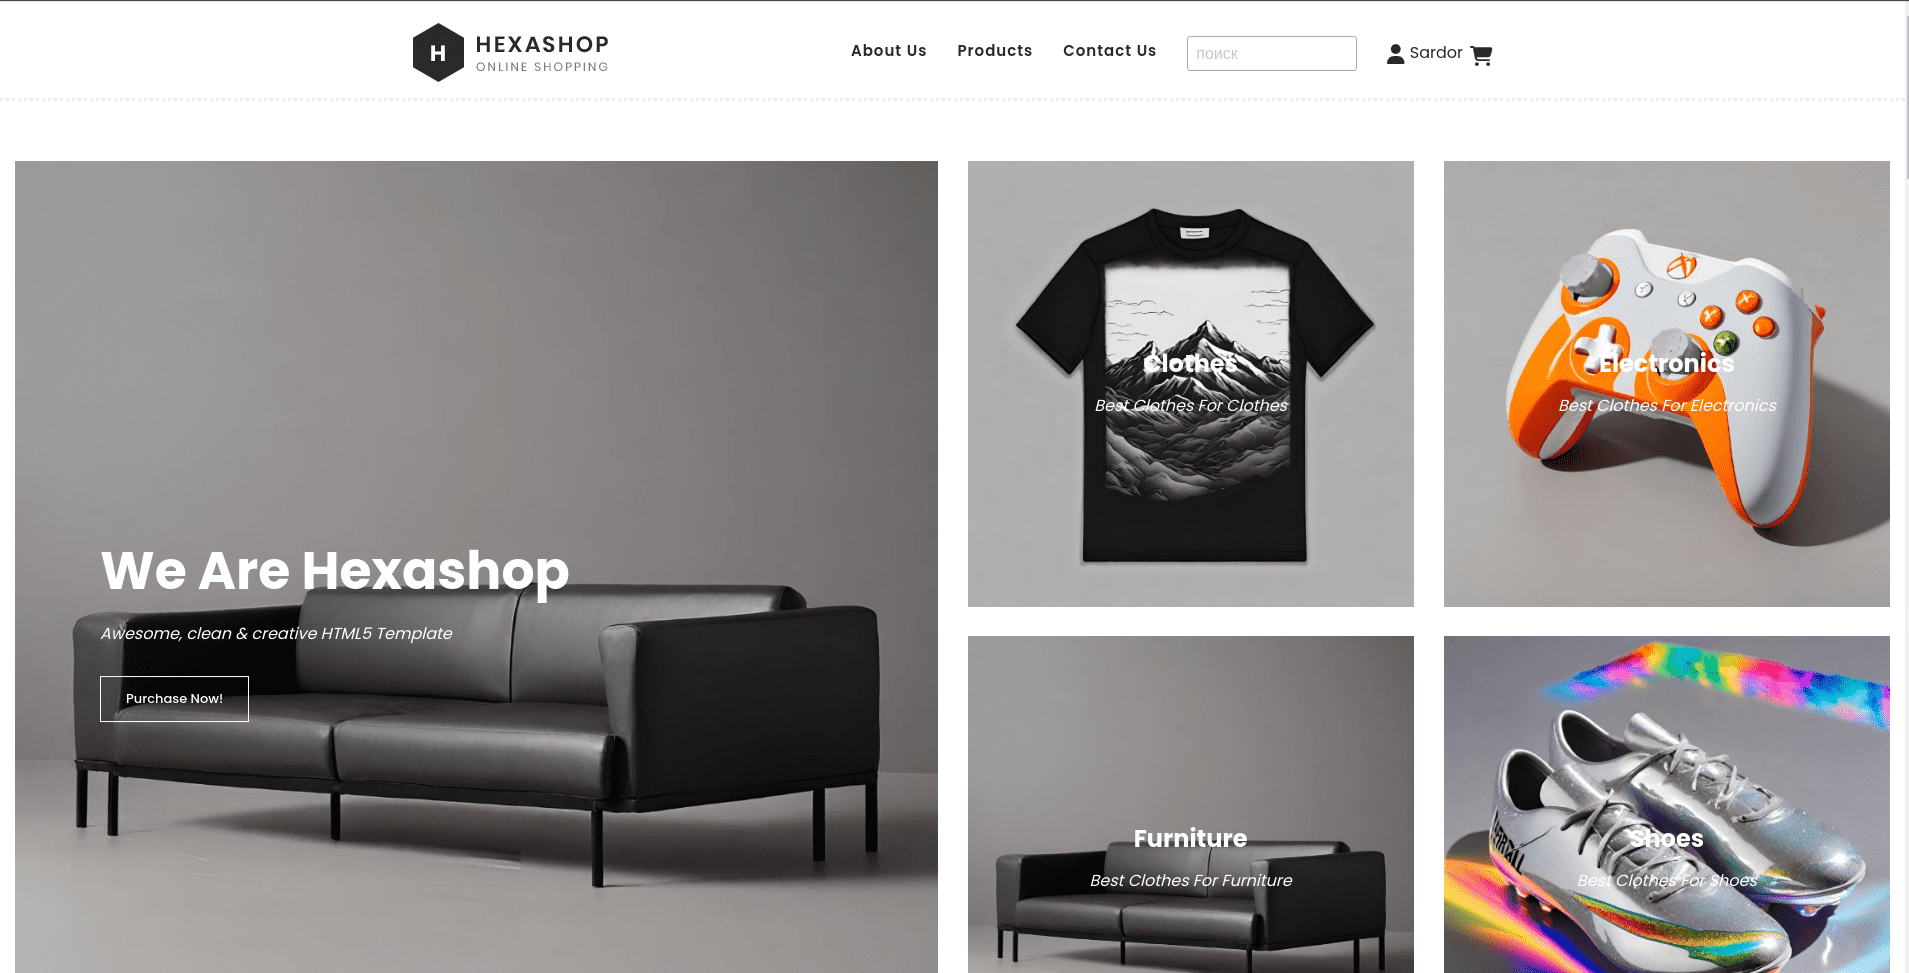 H
HEXASHOP
ONLINE SHOPPING
About Us
Products
Contact Us
поиск
Sardor
We Are Hexashop
Awesome, clean & creative HTML5 Template
Purchase Now!
Clothes
Best Clothes For Clothes
Electronics
Best Clothes For Electronics
Furniture
Best Clothes For Furniture
Shoes
Best Clothes For Shoes